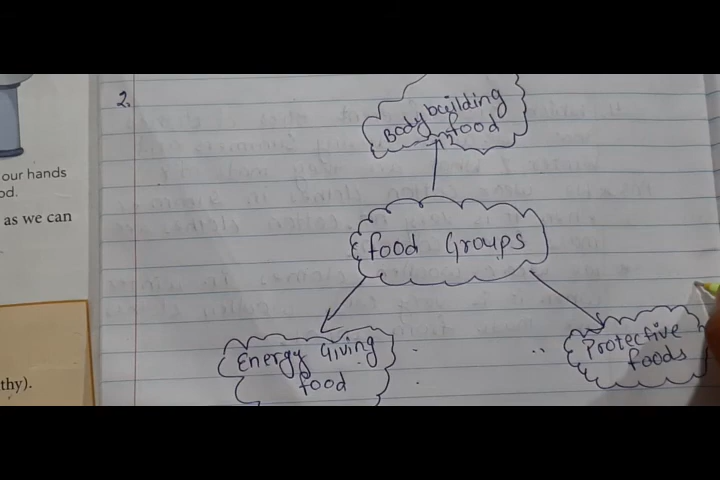 our hands
od.
as we can
thy).
2.
Body building
food
food Groups
Energy Giving
food
Protective
foods